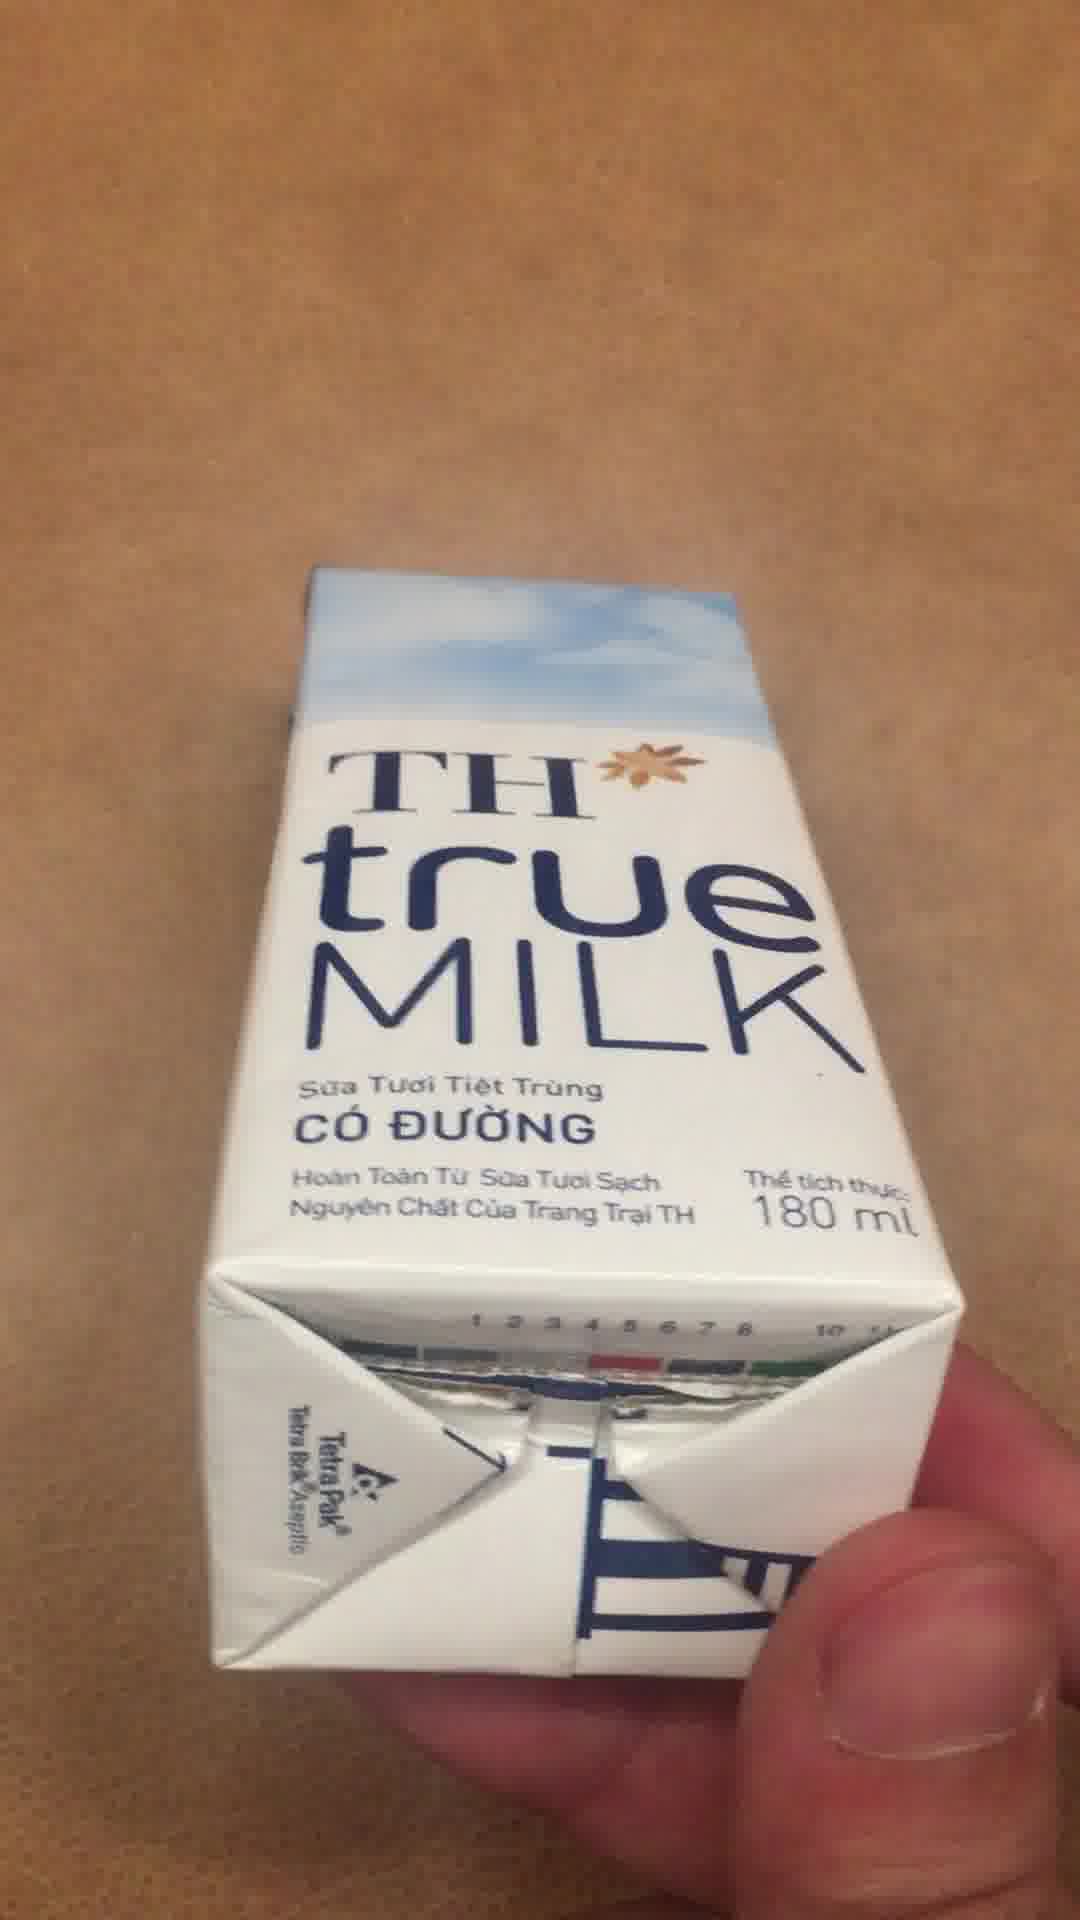 TH
true
MILK
Sữa Tươi Tiệt Trùng
CÓ ĐƯỜNG
Hoàn Toàn Từ Sữa Tươi Sạch
Nguyên Chất Của Trang Trại TH
Thể tích thực:
180 ml
1 2 3 4 5 6 7 8 10 11
Tetra Pak®
Tetra Brik® Aseptic